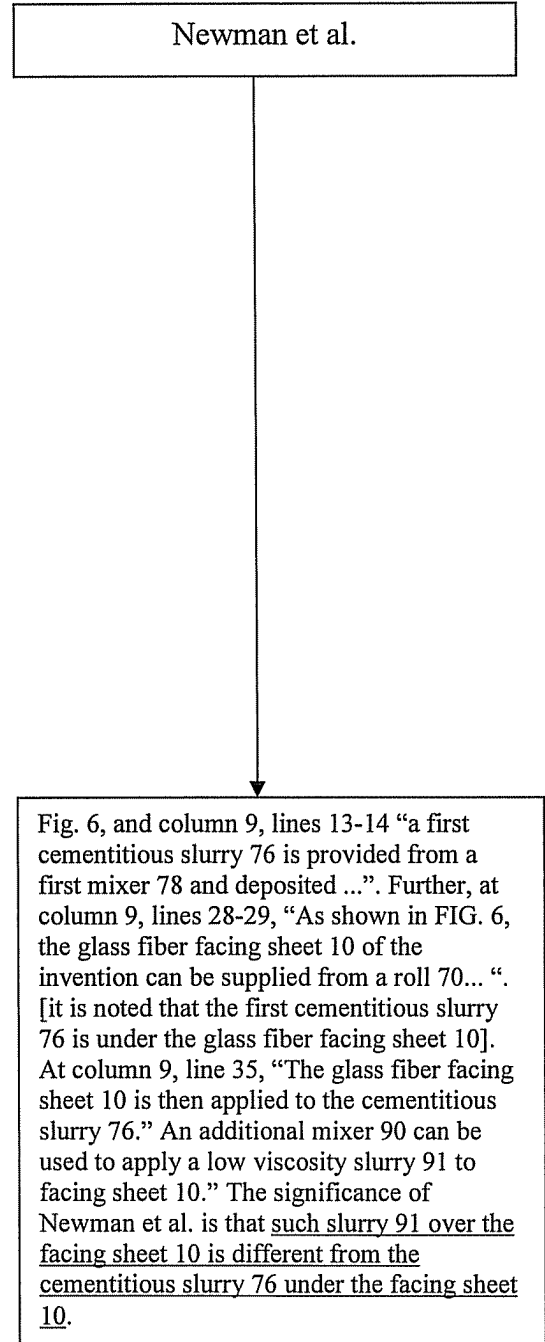 Newman et al.
Fig. 6, and column 9, lines 13-14 “a first
cementitious slurry 76 is provided from a
first mixer 78 and deposited ...”. Further, at
column 9, lines 28-29, “As shown in FIG. 6,
the glass fiber facing sheet 10 of the
invention can be supplied from a roll 70... “.
[it is noted that the first cementitious slurry
76 is under the glass fiber facing sheet 10].
At column 9, line 35, “The glass fiber facing
sheet 10 is then applied to the cementitious
slurry 76.” An additional mixer 90 can be
used to apply a low viscosity slurry 91 to
facing sheet 10.” The significance of
Newman et al. is that such slurry 91 over the
facing sheet 10 is different from the
cementitious slurry 76 under the facing sheet
10.